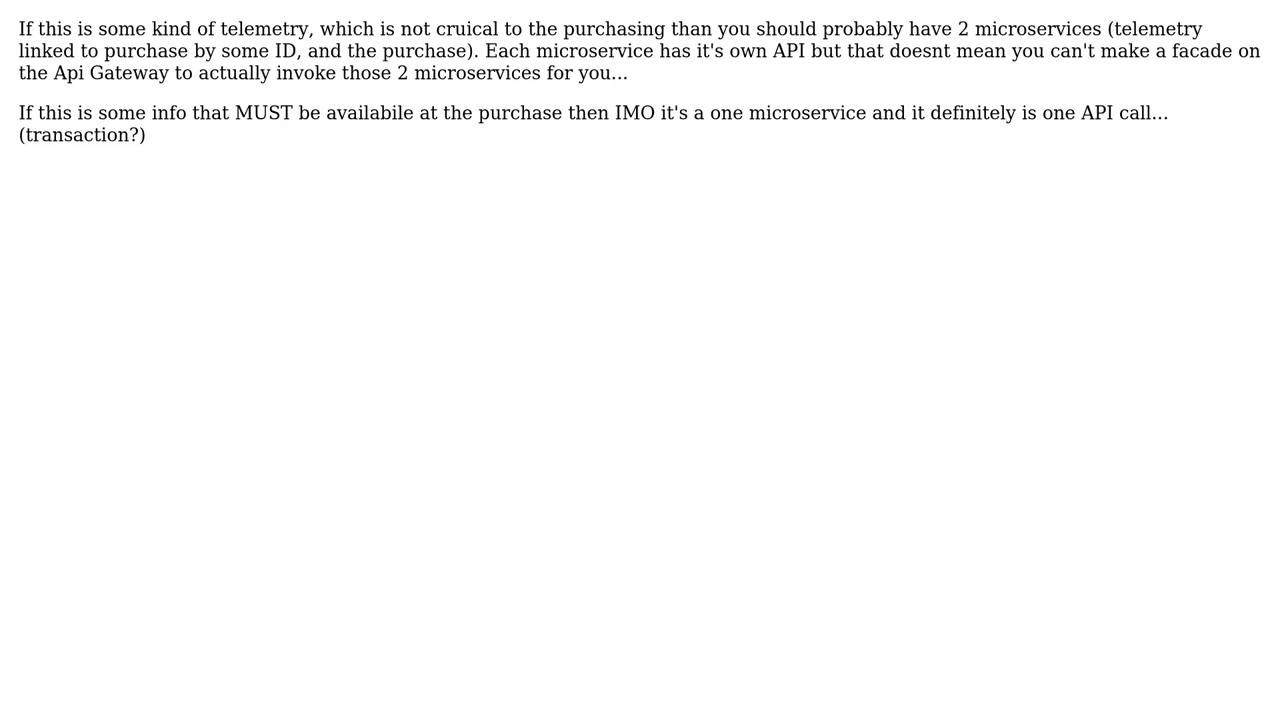 If this is some kind of telemetry, which is not cruical to the purchasing than you should probably have 2 microservices (telemetry
linked to purchase by some ID, and the purchase). Each microservice has it's own API but that doesnt mean you can't make a facade on
the Api Gateway to actually invoke those 2 microservices for you...
If this is some info that MUST be availabile at the purchase then IMO it's a one microservice and it definitely is one API call...
(transaction?)